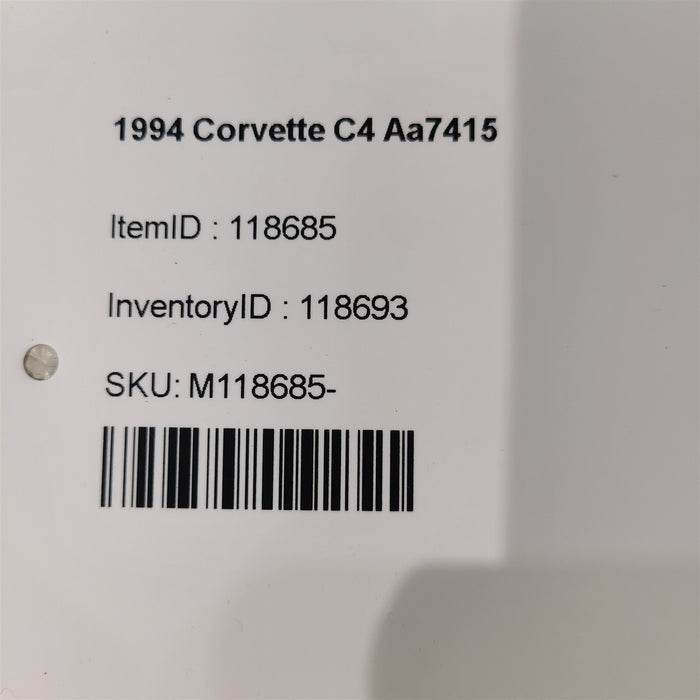 1994 Corvette C4 Aa7415
ItemID : 118685
InventoryID : 118693
SKU: M118685-